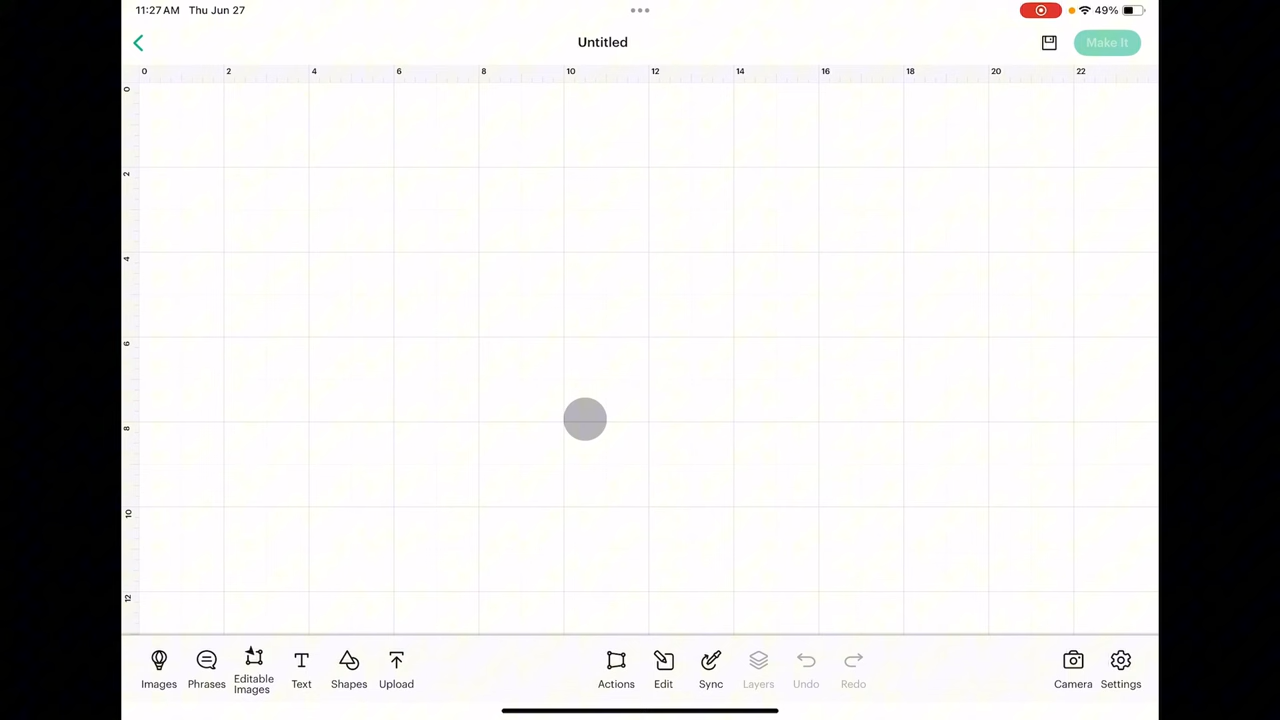 11:27 AM Thu Jun 27
49%
Untitled
Make It
0 2 4 6 8 10 12 14 16 18 20 22
0
2
4
6
8
10
12
Images Phrases Editable Images Text Shapes Upload Actions Edit Sync Layers Undo Redo Camera Settings